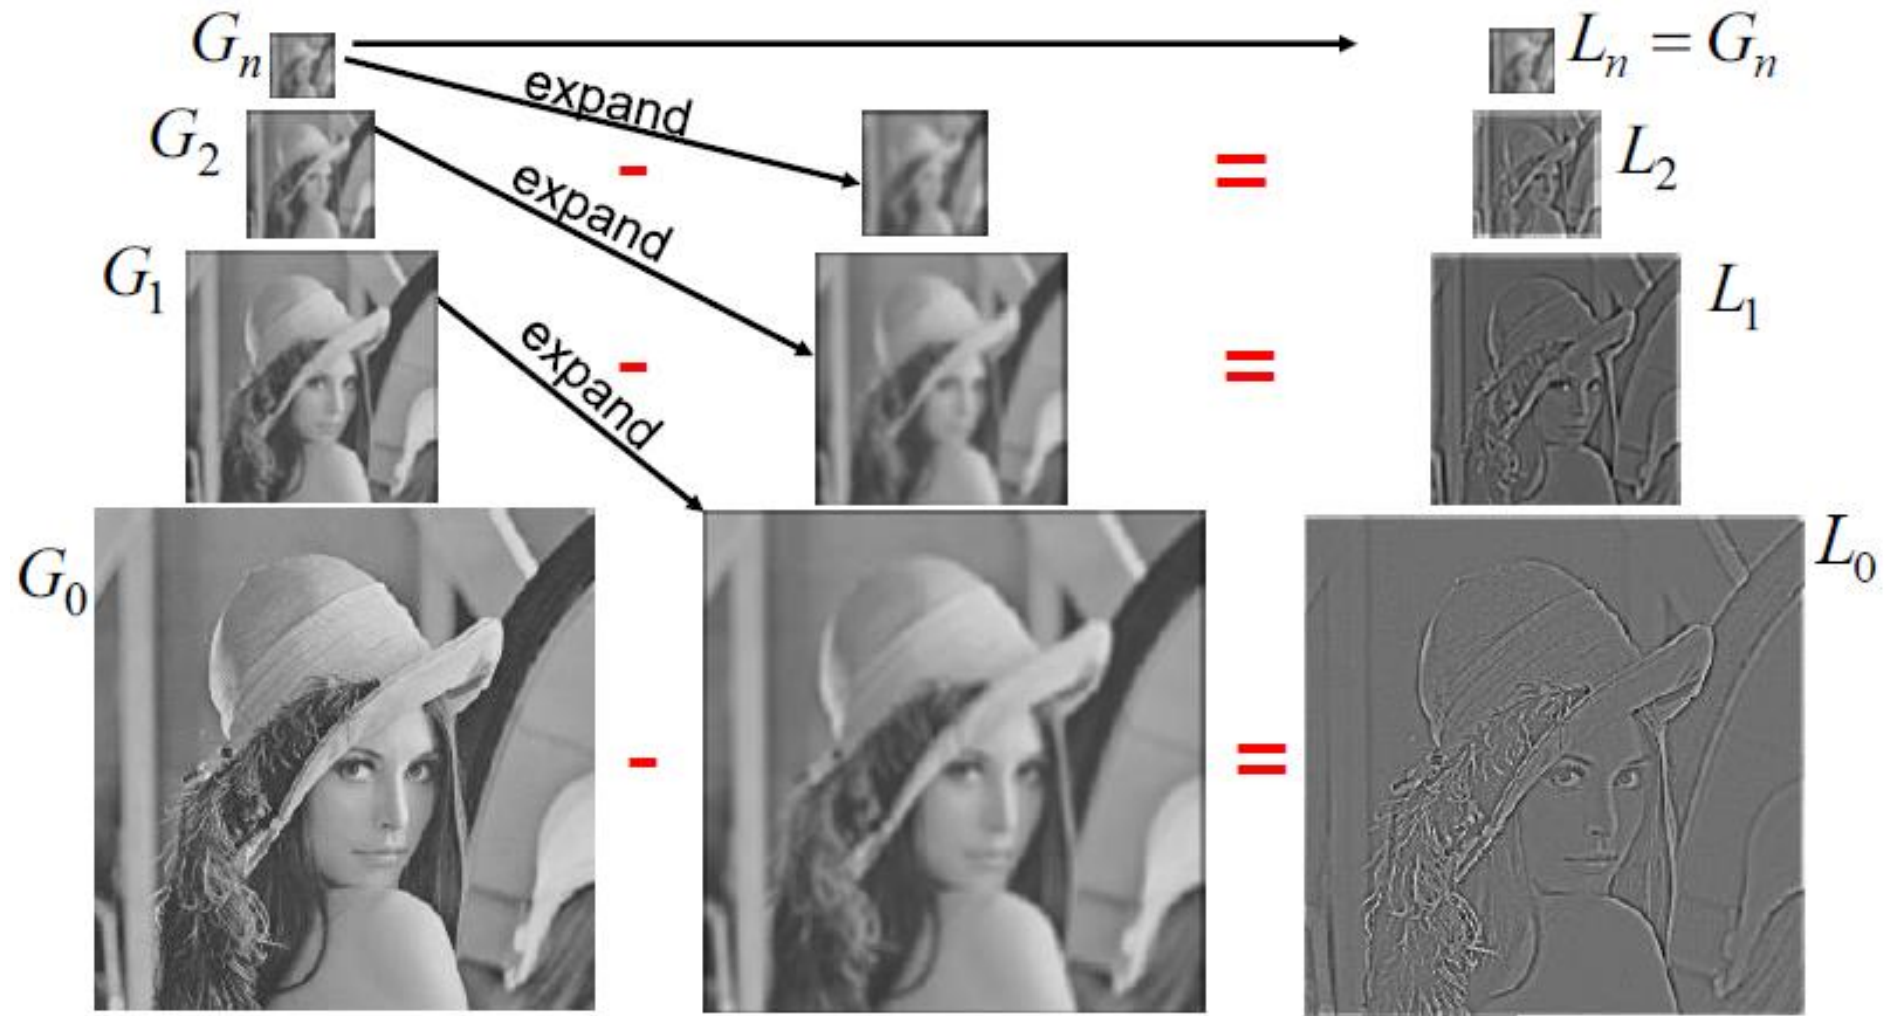 Gₙ
Lₙ = Gₙ
expand
G₂
-
=
L₂
expand
G₁
-
=
L₁
expand
G₀
-
=
L₀